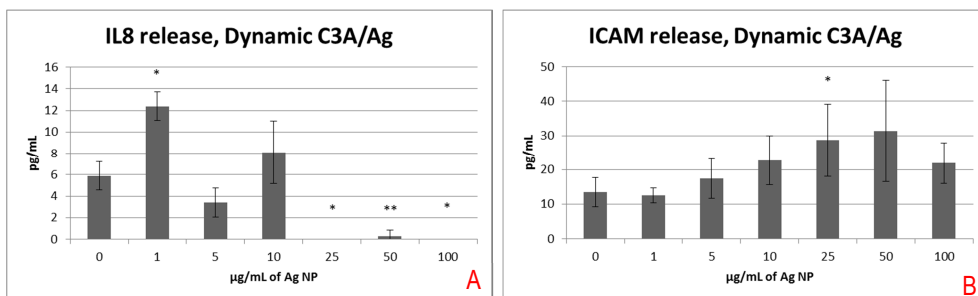 IL8 release, Dynamic C3A/Ag
pg/mL
16
14
12
10
8
6
4
2
0
*
*
**
*
0 1 5 10 25 50 100
µg/mL of Ag NP
A
ICAM release, Dynamic C3A/Ag
pg/mL
50
40
30
20
10
0
*
0 1 5 10 25 50 100
µg/mL of Ag NP
B